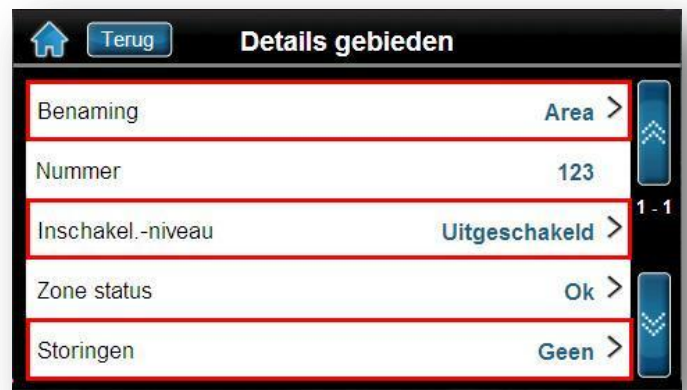 Terug Details gebieden
Benaming Area >
Nummer 123
1 - 1
Inschakel.-niveau Uitgeschakeld >
Zone status Ok >
Storingen Geen >